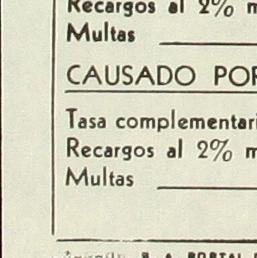 Recargos al 2% m
Multas
CAUSADO POR
Tasa complementari
Recargos al 2% m
Multas